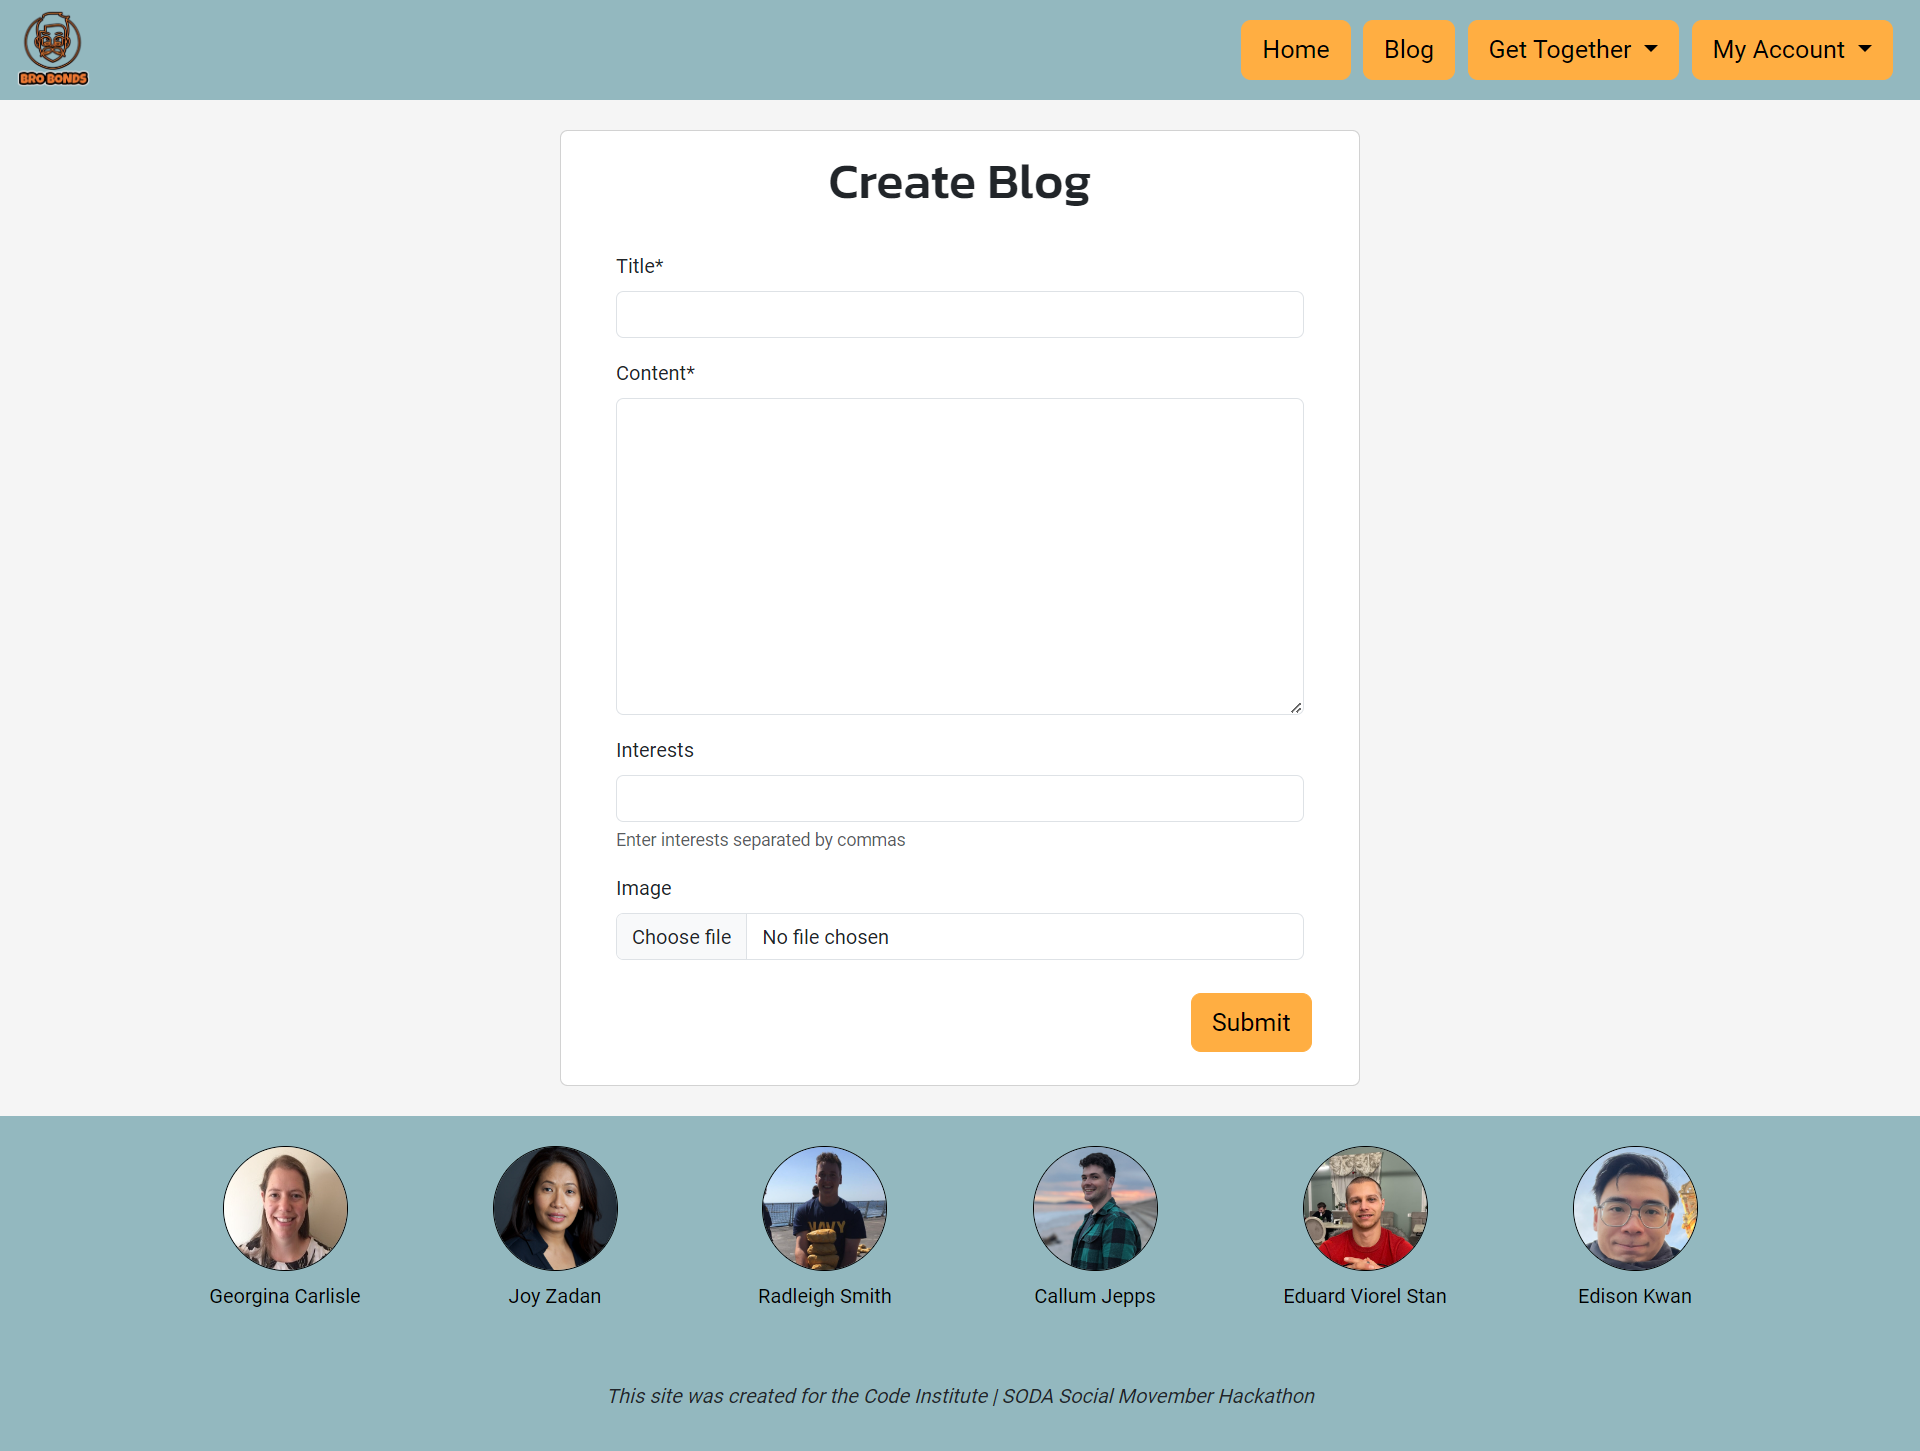 BRO BONDS
Home
Blog
Get Together
My Account
Create Blog
Title*
Content*
Interests
Enter interests separated by commas
Image
Choose file
No file chosen
Submit
NAVY
Georgina Carlisle
Joy Zadan
Radleigh Smith
Callum Jepps
Eduard Viorel Stan
Edison Kwan
This site was created for the Code Institute | SODA Social Movember Hackathon